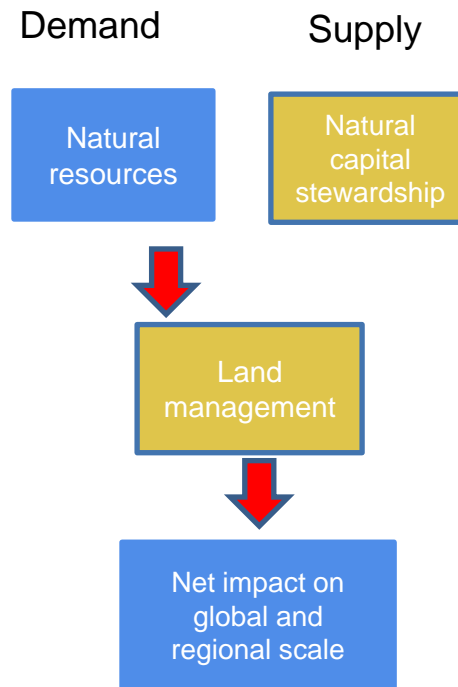 Demand
Supply
Natural
resources
Natural
capital
stewardship
Land
management
Net impact on
global and
regional scale